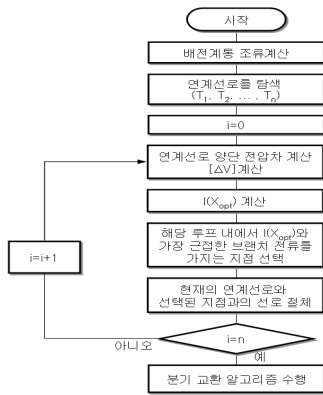 시작
배전계통 조류계산
연계선로를 탐색
(T₁, T₂, ... , Tₙ)
i=0
연계선로 양단 전압차 계산
[ΔV]계산
I(Xₒₚₜ) 계산
해당 루프 내에서 I(Xₒₚₜ)와
가장 근접한 브랜치 전류를
가지는 지점 선택
i=i+1
현재의 연계선로와
선택된 지점과의 선로 절체
i=n
아니오
예
분기 교환 알고리즘 수행